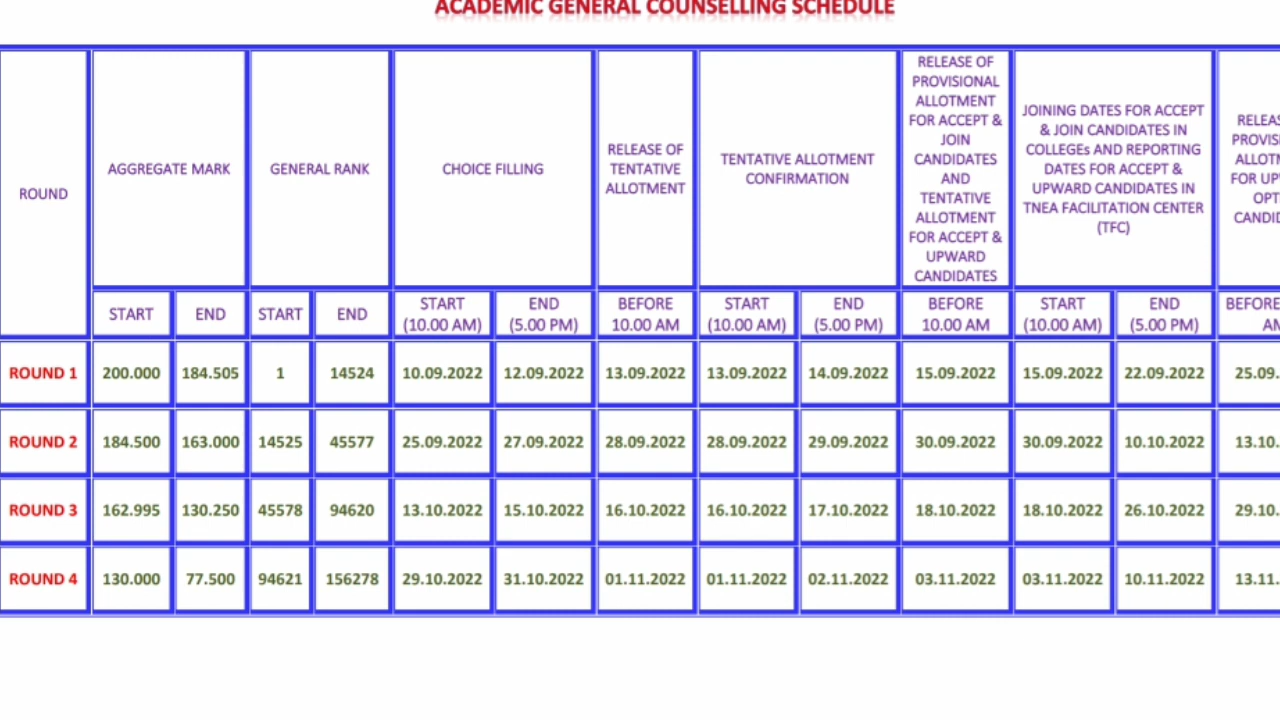 ACADEMIC GENERAL COUNSELLING SCHEDULE
ROUND
AGGREGATE MARK
GENERAL RANK
CHOICE FILLING
RELEASE OF
TENTATIVE
ALLOTMENT
TENTATIVE ALLOTMENT
CONFIRMATION
RELEASE OF
PROVISIONAL
ALLOTMENT
FOR ACCEPT &
JOIN
CANDIDATES
AND
TENTATIVE
ALLOTMENT
FOR ACCEPT &
UPWARD
CANDIDATES
JOINING DATES FOR ACCEPT
& JOIN CANDIDATES IN
COLLEGEs AND REPORTING
DATES FOR ACCEPT &
UPWARD CANDIDATES IN
TNEA FACILITATION CENTER
(TFC)
FOR
START END START END START (10.00 AM) END (5.00 PM) BEFORE 10.00 AM START (10.00 AM) END (5.00 PM) BEFORE 10.00 AM START (10.00 AM) END (5.00 PM) BEFORE
ROUND 1 200.000 184.505 1 14524 10.09.2022 12.09.2022 13.09.2022 13.09.2022 14.09.2022 15.09.2022 15.09.2022 22.09.2022 25.09.
ROUND 2 184.500 163.000 14525 45577 25.09.2022 27.09.2022 28.09.2022 28.09.2022 29.09.2022 30.09.2022 30.09.2022 10.10.2022 13.10.
ROUND 3 162.995 130.250 45578 94620 13.10.2022 15.10.2022 16.10.2022 16.10.2022 17.10.2022 18.10.2022 18.10.2022 26.10.2022 29.10.
ROUND 4 130.000 77.500 94621 156278 29.10.2022 31.10.2022 01.11.2022 01.11.2022 02.11.2022 03.11.2022 03.11.2022 10.11.2022 13.11.